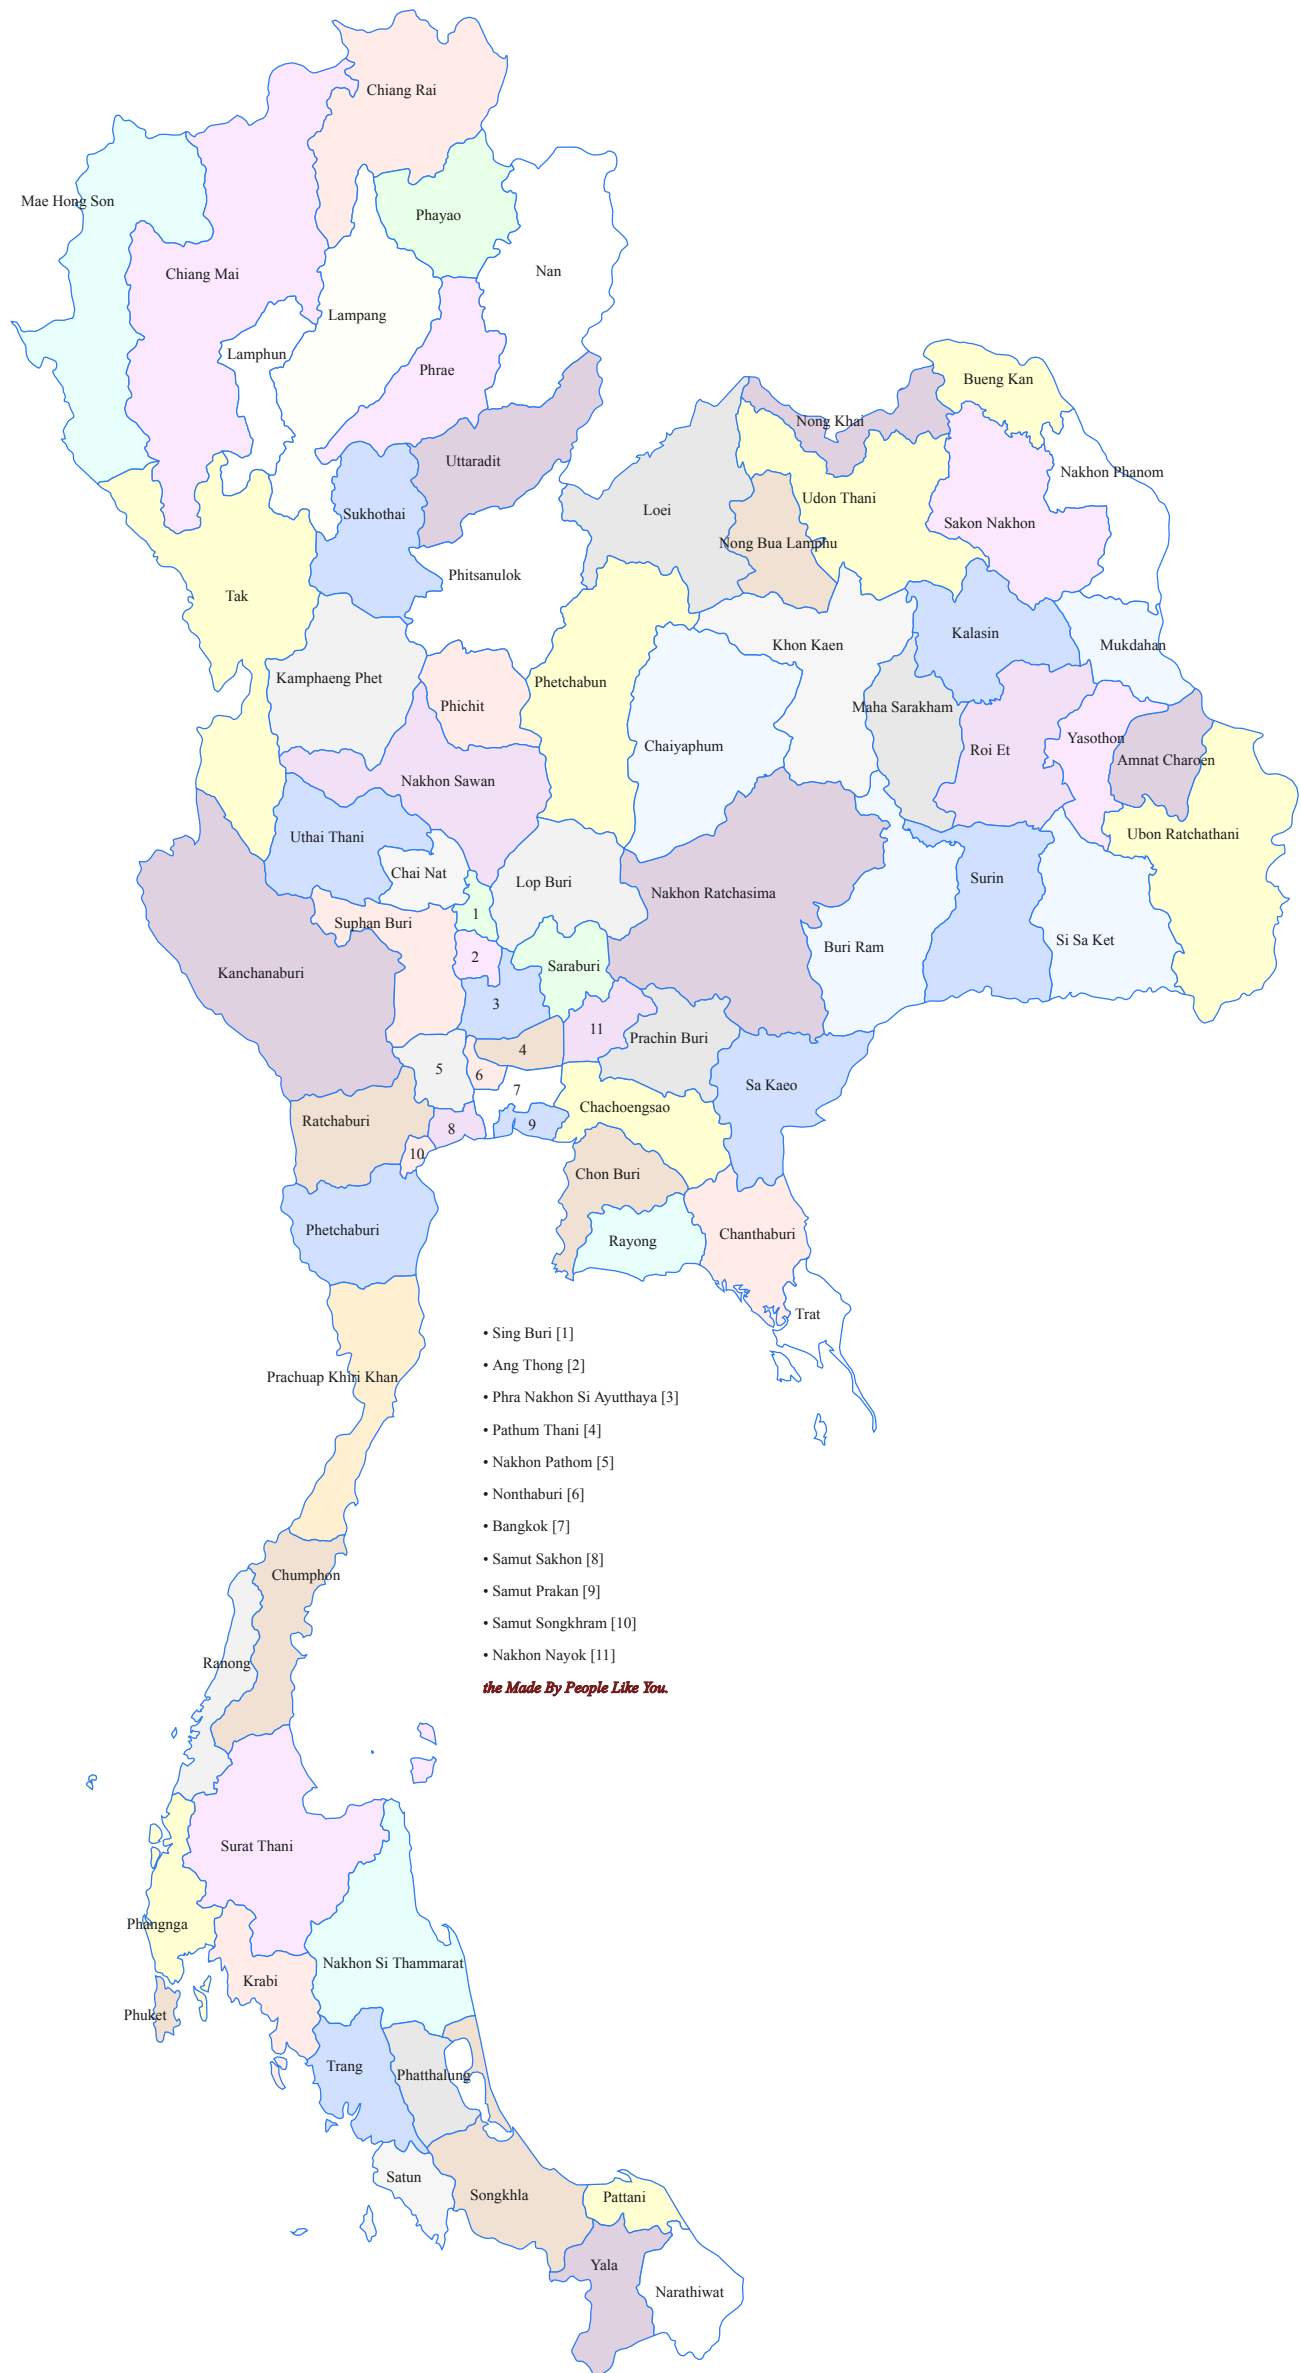 Chiang Rai
Mae Hong Son
Phayao
Chiang Mai
Nan
Lampang
Lamphun
Phrae
Bueng Kan
Nong Khai
Uttaradit
Nakhon Phanom
Udon Thani
Loei
Sukhothai
Sakon Nakhon
Nong Bua Lamphu
Phitsanulok
Tak
Kalasin
Khon Kaen
Mukdahan
Kamphaeng Phet
Phetchabun
Phichit
Maha Sarakham
Yasothon
Chaiyaphum
Roi Et
Amnat Charoen
Nakhon Sawan
Ubon Ratchathani
Uthai Thani
Chai Nat
Lop Buri
Surin
Nakhon Ratchasima
1
Suphan Buri
Si Sa Ket
Buri Ram
2
Saraburi
Kanchanaburi
3
11
Prachin Buri
4
5
6
Sa Kaeo
7
Chachoengsao
Ratchaburi
9
8
10
Chon Buri
Phetchaburi
Chanthaburi
Rayong
Trat
• Sing Buri [1]
• Ang Thong [2]
Prachuap Khiri Khan
• Phra Nakhon Si Ayutthaya [3]
• Pathum Thani [4]
• Nakhon Pathom [5]
• Nonthaburi [6]
• Bangkok [7]
• Samut Sakhon [8]
Chumphon
• Samut Prakan [9]
• Samut Songkhram [10]
• Nakhon Nayok [11]
Ranong
the Made By People Like You.
Surat Thani
Phangnga
Nakhon Si Thammarat
Krabi
Phuket
Trang
Phatthalung
Satun
Songkhla
Pattani
Yala
Narathiwat